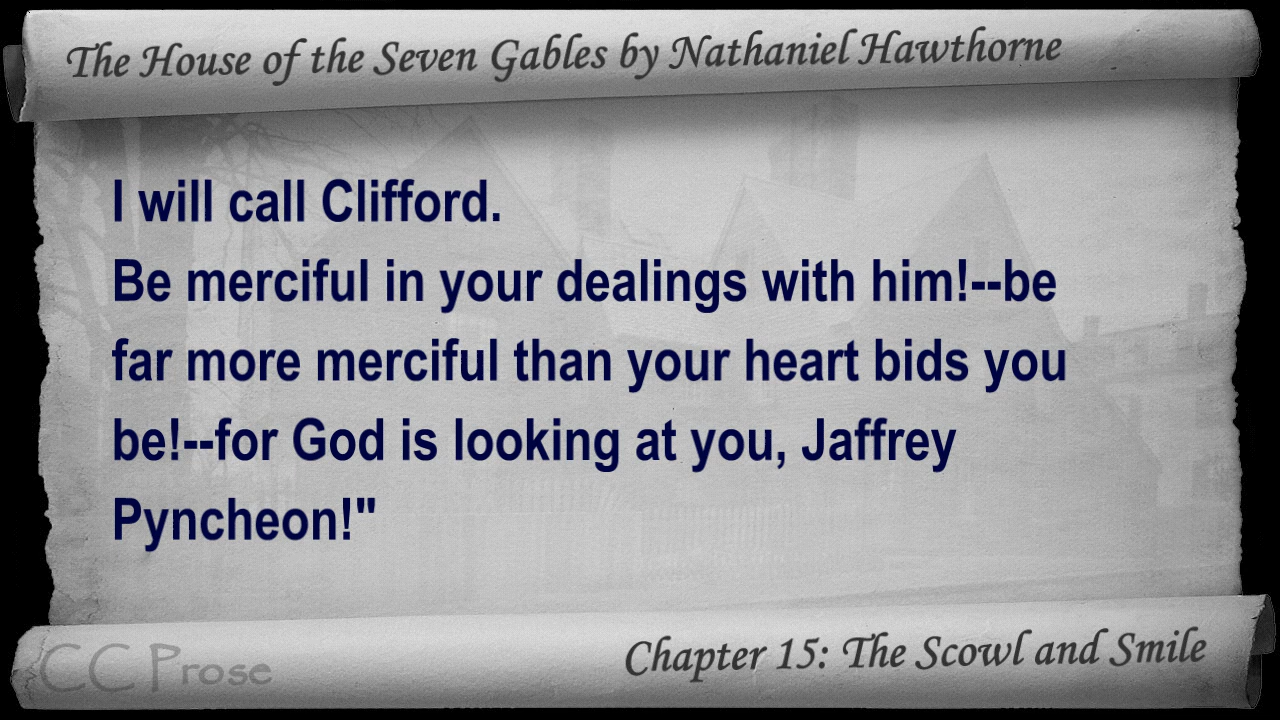 The House of the Seven Gables by Nathaniel Hawthorne
I will call Clifford.
Be merciful in your dealings with him!--be
far more merciful than your heart bids you
be!--for God is looking at you, Jaffrey
Pyncheon!"
CC Prose
Chapter 15: The Scowl and Smile